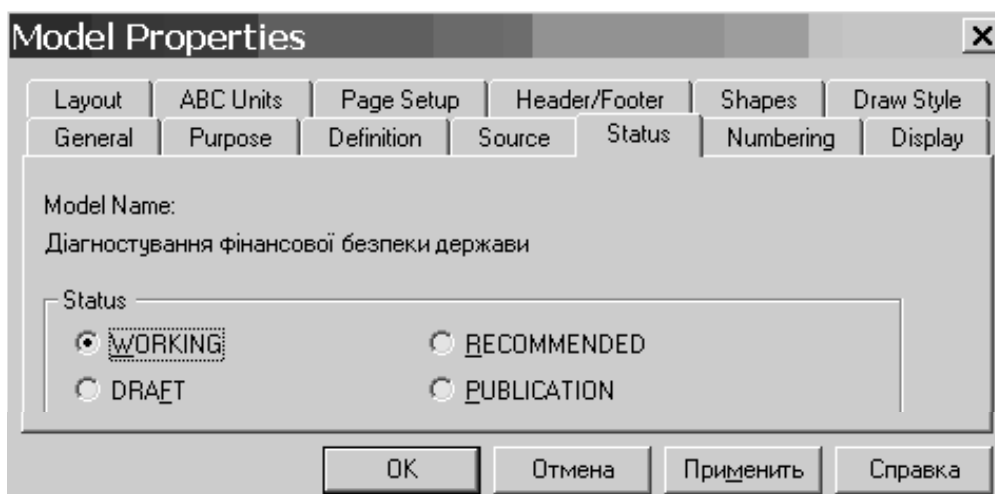 Model Properties
Layout ABC Units Page Setup Header/Footer Shapes Draw Style
General Purpose Definition Source Status Numbering Display
Model Name:
Діагностування фінансової безпеки держави
Status
WORKING RECOMMENDED
DRAFT PUBLICATION
OK Отмена Применить Справка